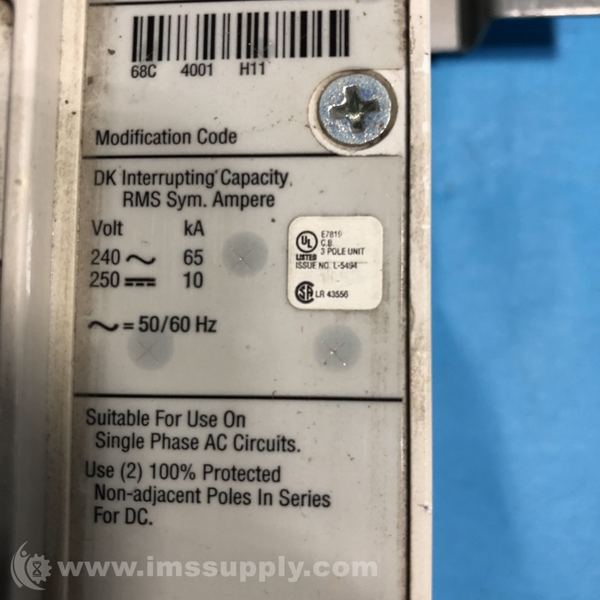 68C 4001 H11
Modification Code
DK Interrupting Capacity
RMS Sym. Ampere
Volt kA
240 ~ 65
250 ⎓ 10
~ = 50/60 Hz
UL
LISTED
E7819
C.B.
3 POLE UNIT
ISSUE NO. L-5494
LR 43556
Suitable For Use On
Single Phase AC Circuits.
Use (2) 100% Protected
Non-adjacent Poles In Series
For DC.
www.imssupply.com